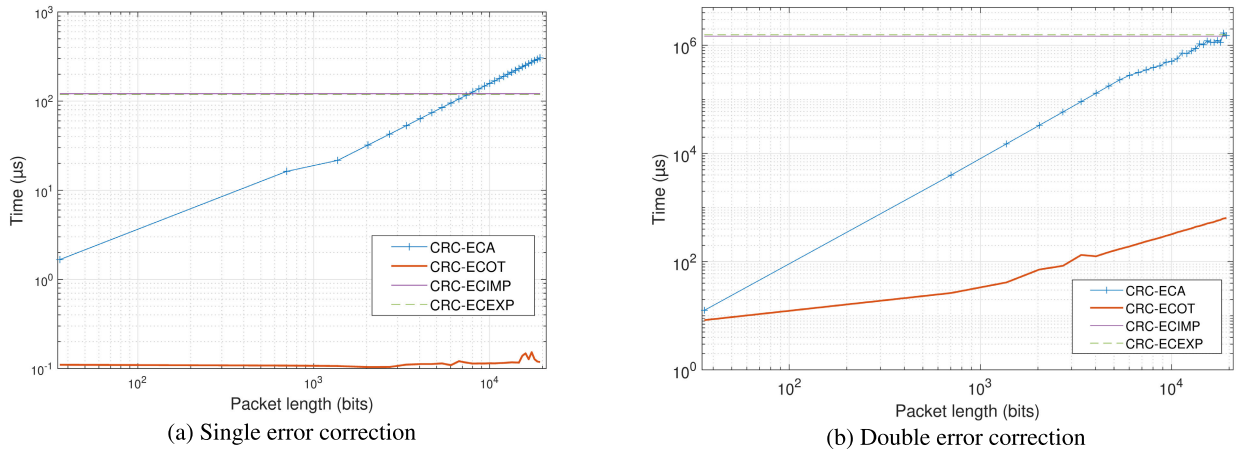 10^3
10^2
10^1
10^0
10^-1
Time (µs)
CRC-ECA
CRC-ECOT
CRC-ECIMP
CRC-ECEXP
10^2
10^3
10^4
Packet length (bits)
(a) Single error correction
10^6
10^4
10^2
10^0
Time (µs)
CRC-ECA
CRC-ECOT
CRC-ECIMP
CRC-ECEXP
10^2
10^3
10^4
Packet length (bits)
(b) Double error correction